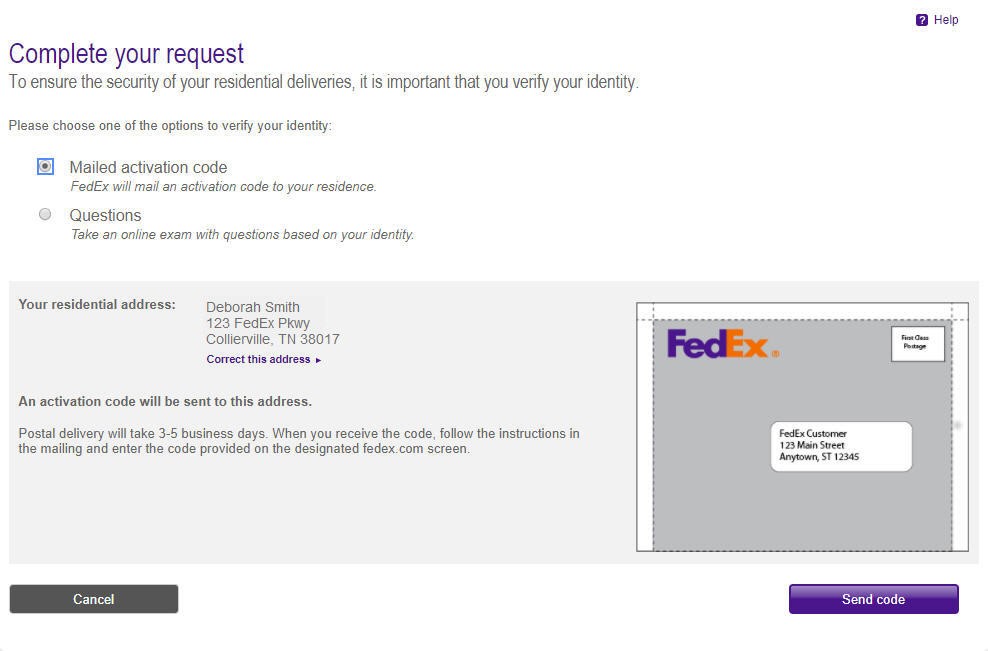 ? Help
Complete your request
To ensure the security of your residential deliveries, it is important that you verify your identity.
Please choose one of the options to verify your identity:
Mailed activation code
FedEx will mail an activation code to your residence.
Questions
Take an online exam with questions based on your identity.
Your residential address:
Deborah Smith
123 FedEx Pkwy
Collierville, TN 38017
Correct this address ▸
An activation code will be sent to this address.
Postal delivery will take 3-5 business days. When you receive the code, follow the instructions in
the mailing and enter the code provided on the designated fedex.com screen.
FedEx®
First Class
Postage
FedEx Customer
123 Main Street
Anytown, ST 12345
Cancel
Send code